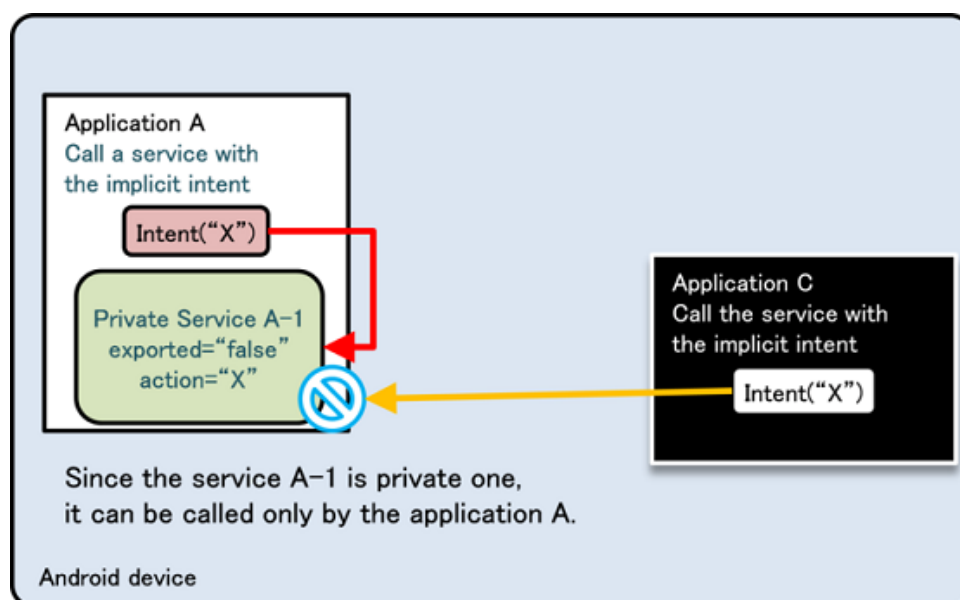 Application A
Call a service with
the implicit intent
Intent(“X”)
Private Service A-1
exported=“false”
action=“X”
Application C
Call the service with
the implicit intent
Intent(“X”)
Since the service A-1 is private one,
it can be called only by the application A.
Android device